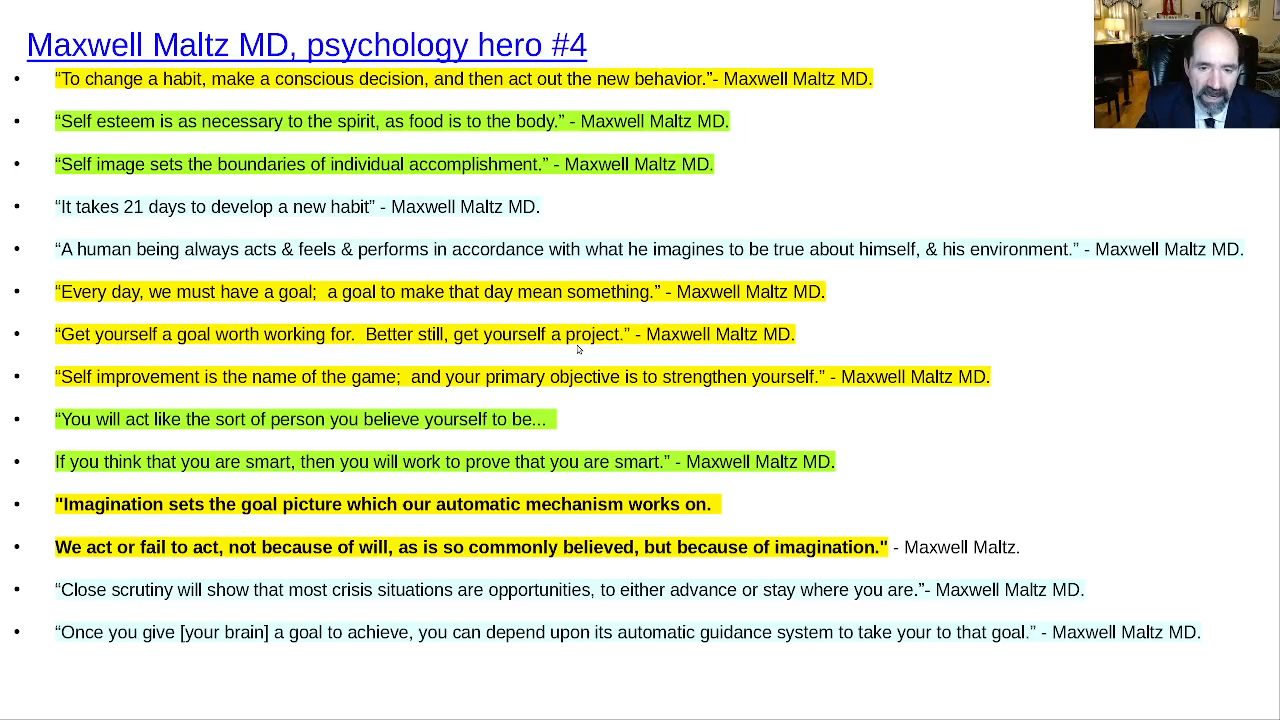 Maxwell Maltz MD, psychology hero #4
• “To change a habit, make a conscious decision, and then act out the new behavior.”- Maxwell Maltz MD.
• “Self esteem is as necessary to the spirit, as food is to the body.” - Maxwell Maltz MD.
• “Self image sets the boundaries of individual accomplishment.” - Maxwell Maltz MD.
• “It takes 21 days to develop a new habit” - Maxwell Maltz MD.
• “A human being always acts & feels & performs in accordance with what he imagines to be true about himself, & his environment.” - Maxwell Maltz MD.
• “Every day, we must have a goal;  a goal to make that day mean something.” - Maxwell Maltz MD.
• “Get yourself a goal worth working for.  Better still, get yourself a project.” - Maxwell Maltz MD.
• “Self improvement is the name of the game;  and your primary objective is to strengthen yourself.” - Maxwell Maltz MD.
• “You will act like the sort of person you believe yourself to be...
• If you think that you are smart, then you will work to prove that you are smart.” - Maxwell Maltz MD.
• "Imagination sets the goal picture which our automatic mechanism works on.
• We act or fail to act, not because of will, as is so commonly believed, but because of imagination." - Maxwell Maltz.
• “Close scrutiny will show that most crisis situations are opportunities, to either advance or stay where you are.”- Maxwell Maltz MD.
• “Once you give [your brain] a goal to achieve, you can depend upon its automatic guidance system to take your to that goal.” - Maxwell Maltz MD.